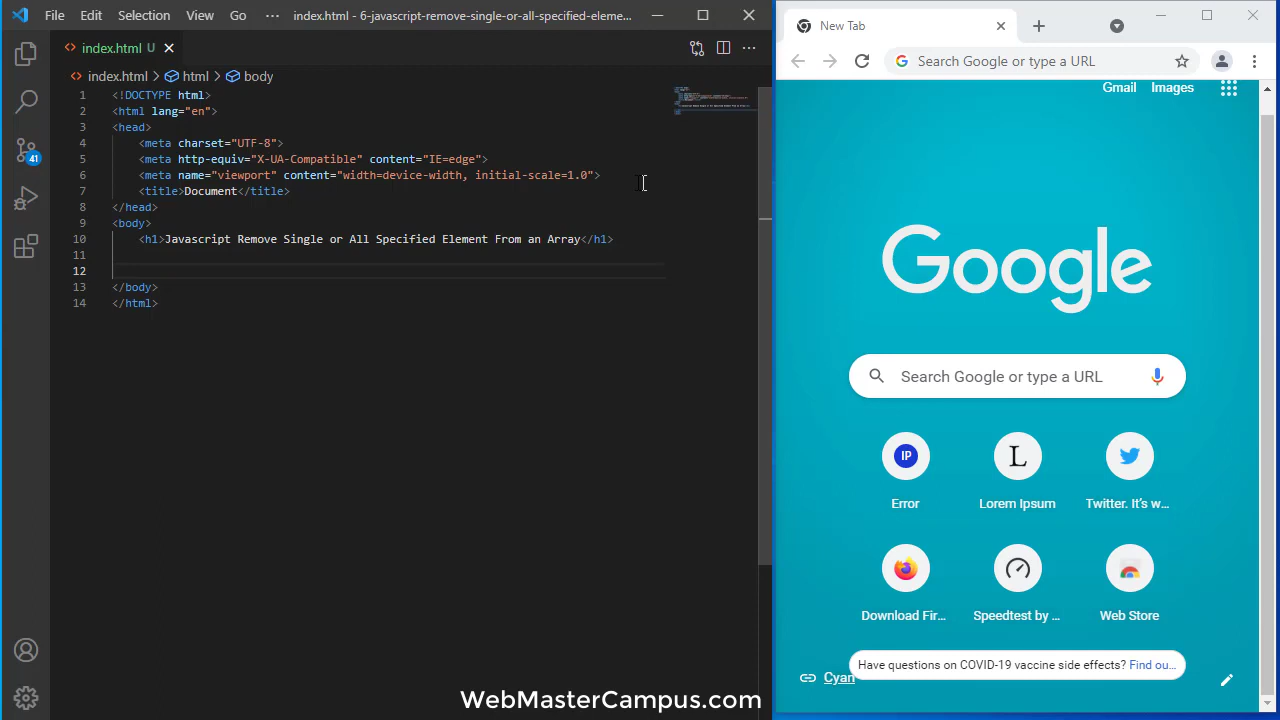 File Edit Selection View Go ··· index.html - 6-javascript-remove-single-or-all-specified-eleme...
index.html U
index.html > html > body
1 <!DOCTYPE html>
2 <html lang="en">
3 <head>
4 <meta charset="UTF-8">
5 <meta http-equiv="X-UA-Compatible" content="IE=edge">
6 <meta name="viewport" content="width=device-width, initial-scale=1.0">
7 <title>Document</title>
8 </head>
9 <body>
10 <h1>Javascript Remove Single or All Specified Element From an Array</h1>
11
12
13 </body>
14 </html>
41
WebMasterCampus.com
New Tab
Search Google or type a URL
Gmail Images
Google
Search Google or type a URL
IP L
Error Lorem Ipsum Twitter. It's w...
Download Fir... Speedtest by ... Web Store
Have questions on COVID-19 vaccine side effects? Find ou...
Cyan